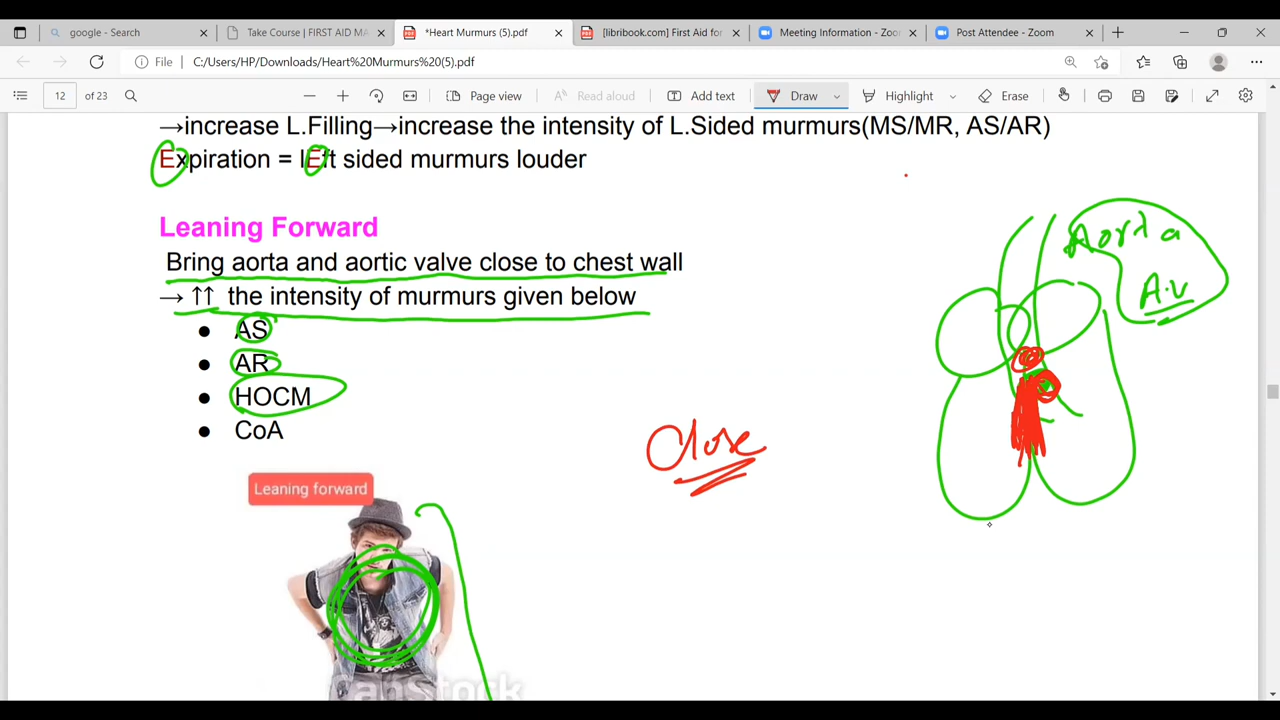 google - Search
Take Course | FIRST AID MA
*Heart Murmurs (5).pdf
[libribook.com] First Aid for
Meeting Information - Zoo
Post Attendee - Zoom
File
C:/Users/HP/Downloads/Heart%20Murmurs%20(5).pdf
12 of 23
Page view
Read aloud
Add text
Draw
Highlight
Erase
→increase L.Filling→increase the intensity of L.Sided murmurs(MS/MR, AS/AR)
Expiration = lEft sided murmurs louder
Leaning Forward
Bring aorta and aortic valve close to chest wall
→ ↑↑ the intensity of murmurs given below
● AS
● AR
● HOCM
● CoA
Leaning forward
CanStock
Close
Aorta
A.V